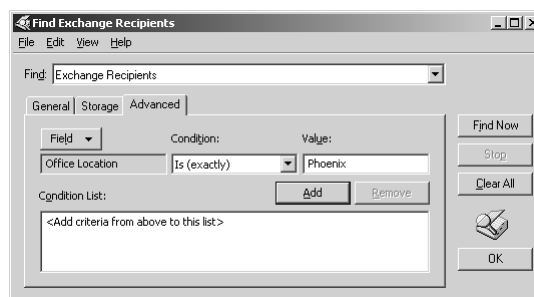 Find Exchange Recipients
File Edit View Help
Find: Exchange Recipients
General Storage Advanced
Field Condition: Value:
Office Location Is (exactly) Phoenix
Add Remove
Condition List:
<Add criteria from above to this list>
Find Now
Stop
Clear All
OK